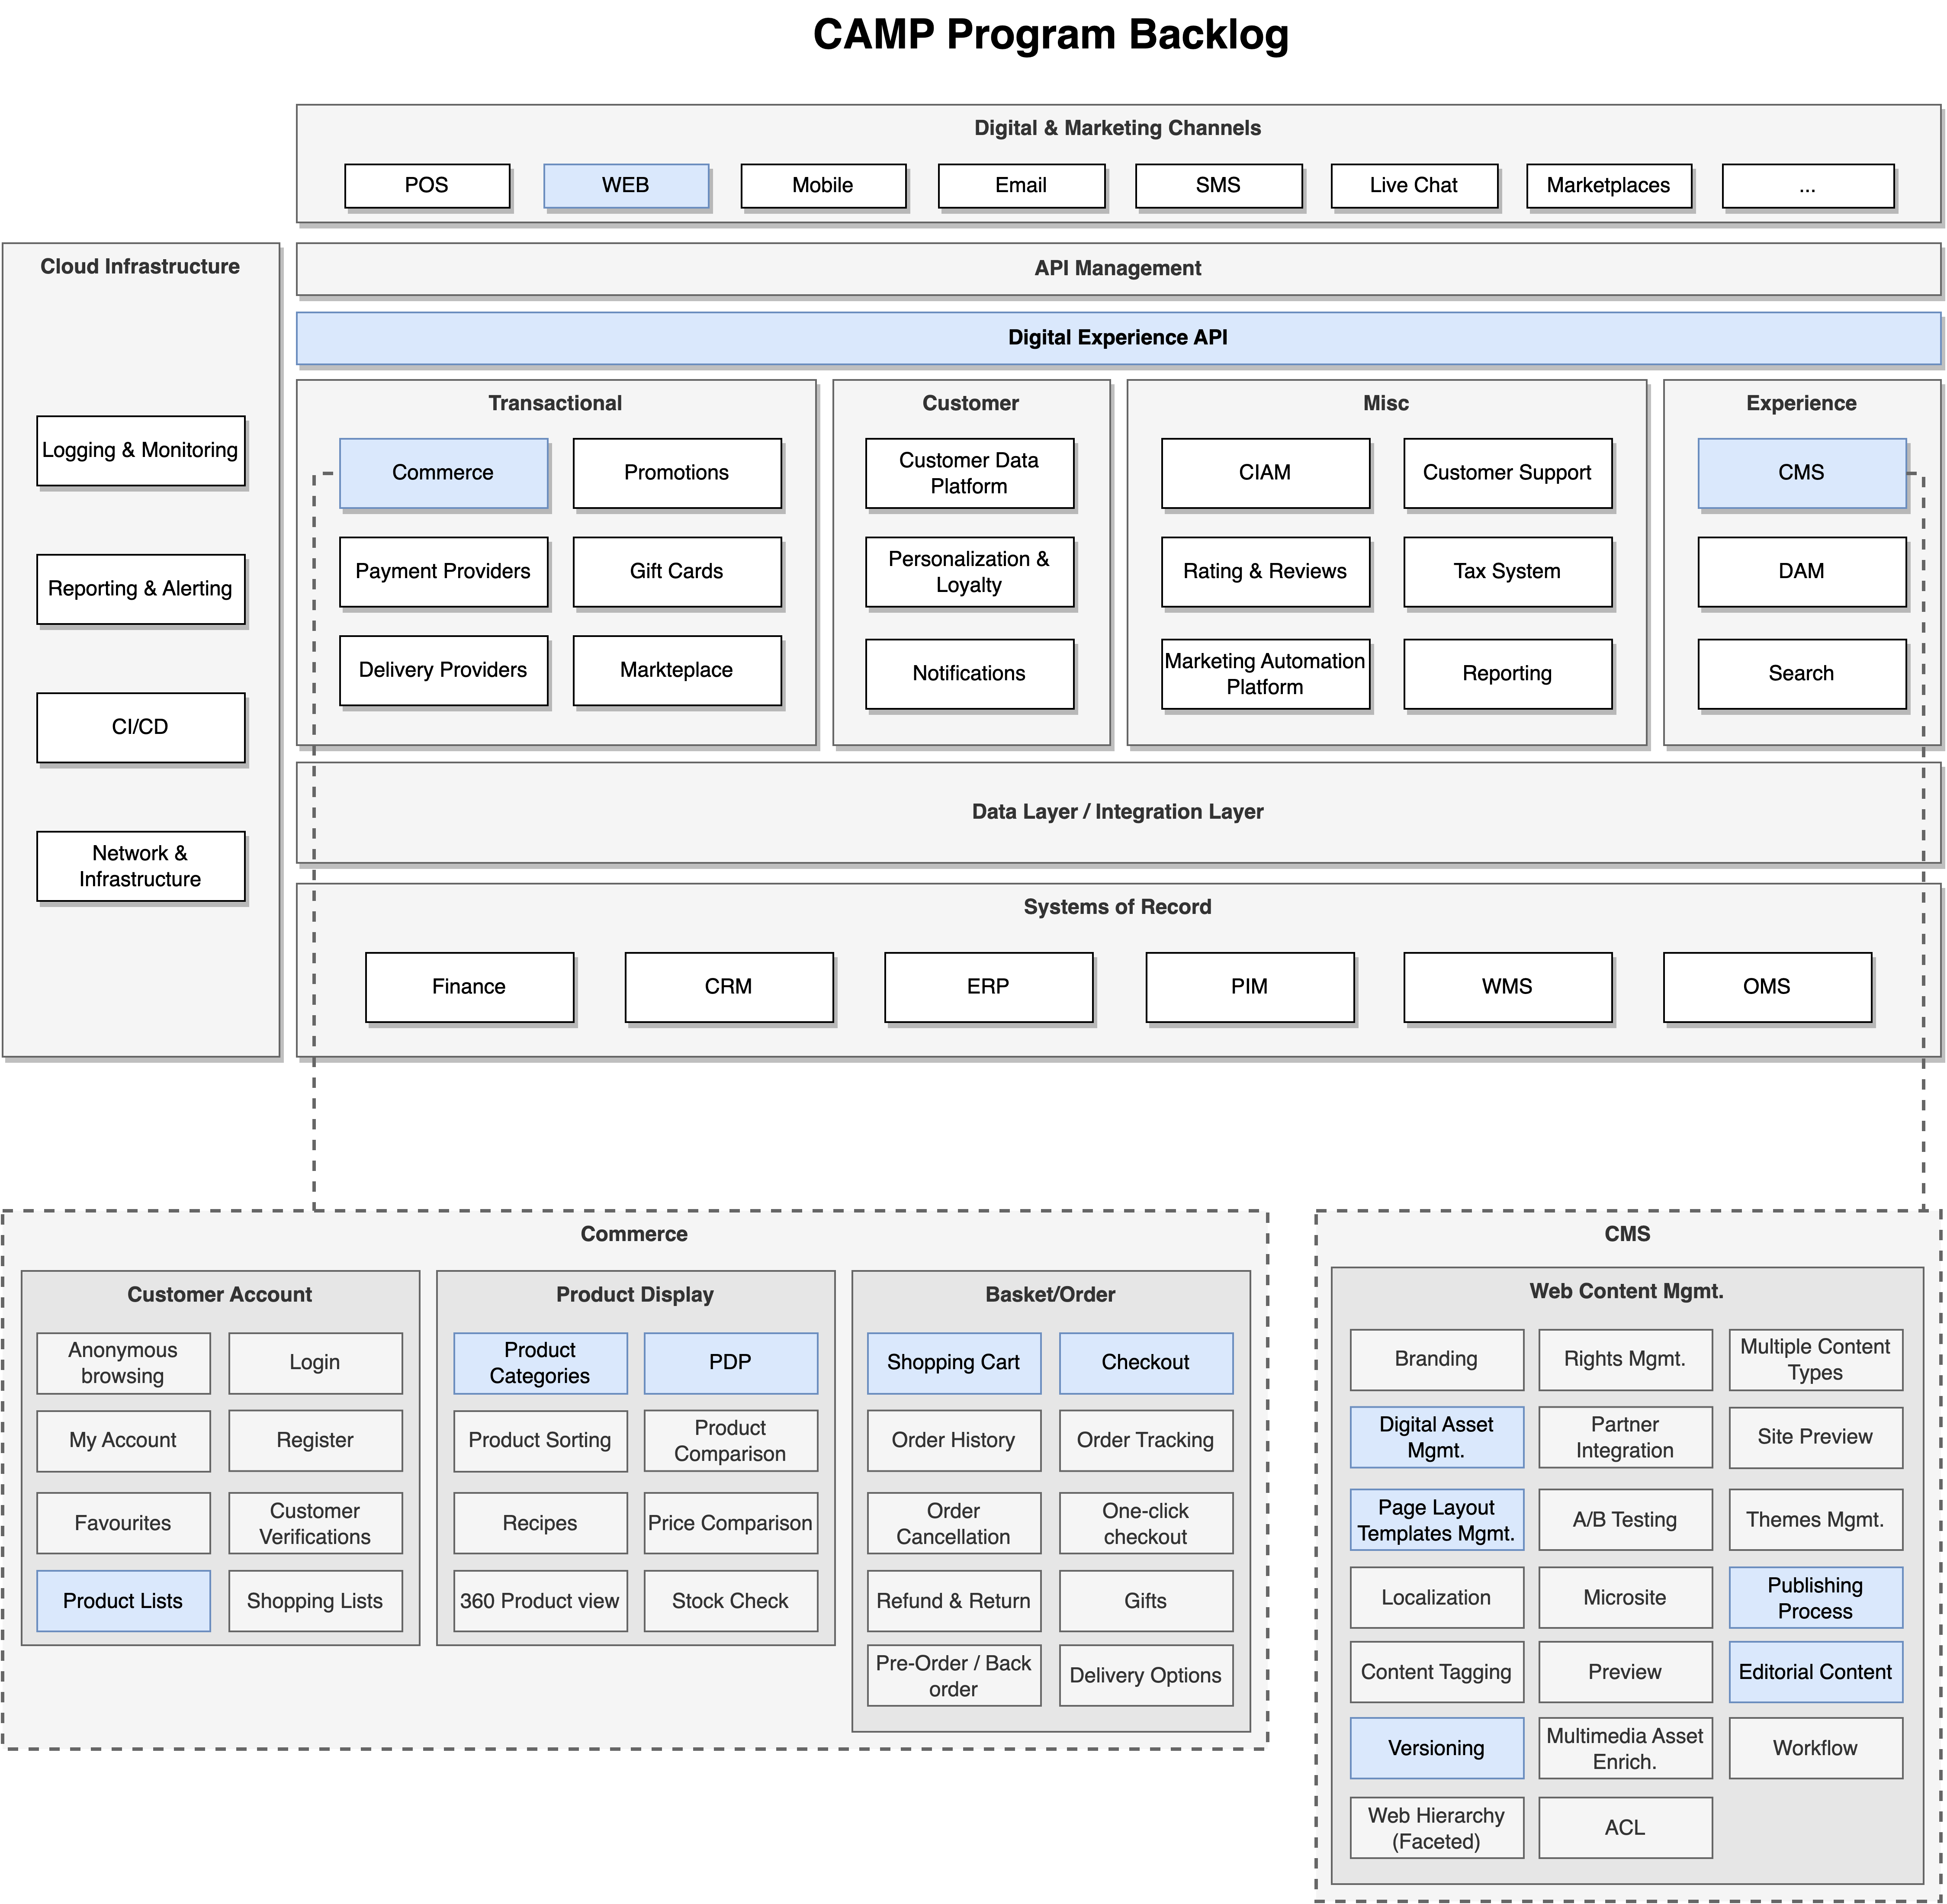 CAMP Program Backlog
Digital & Marketing Channels
POS
WEB
Mobile
Email
SMS
Live Chat
Marketplaces
...
Cloud Infrastructure
Logging & Monitoring
Reporting & Alerting
CI/CD
Network &
Infrastructure
API Management
Digital Experience API
Transactional
Commerce
Promotions
Payment Providers
Gift Cards
Delivery Providers
Markteplace
Customer
Customer Data
Platform
Personalization &
Loyalty
Notifications
Misc
CIAM
Customer Support
Rating & Reviews
Tax System
Marketing Automation
Platform
Reporting
Experience
CMS
DAM
Search
Data Layer / Integration Layer
Systems of Record
Finance
CRM
ERP
PIM
WMS
OMS
Commerce
Customer Account
Anonymous
browsing
Login
My Account
Register
Favourites
Customer
Verifications
Product Lists
Shopping Lists
Product Display
Product
Categories
PDP
Product Sorting
Product
Comparison
Recipes
Price Comparison
360 Product view
Stock Check
Basket/Order
Shopping Cart
Checkout
Order History
Order Tracking
Order
Cancellation
One-click
checkout
Refund & Return
Gifts
Pre-Order / Back
order
Delivery Options
CMS
Web Content Mgmt.
Branding
Rights Mgmt.
Multiple Content
Types
Digital Asset
Mgmt.
Partner
Integration
Site Preview
Page Layout
Templates Mgmt.
A/B Testing
Themes Mgmt.
Localization
Microsite
Publishing
Process
Content Tagging
Preview
Editorial Content
Versioning
Multimedia Asset
Enrich.
Workflow
Web Hierarchy
(Faceted)
ACL